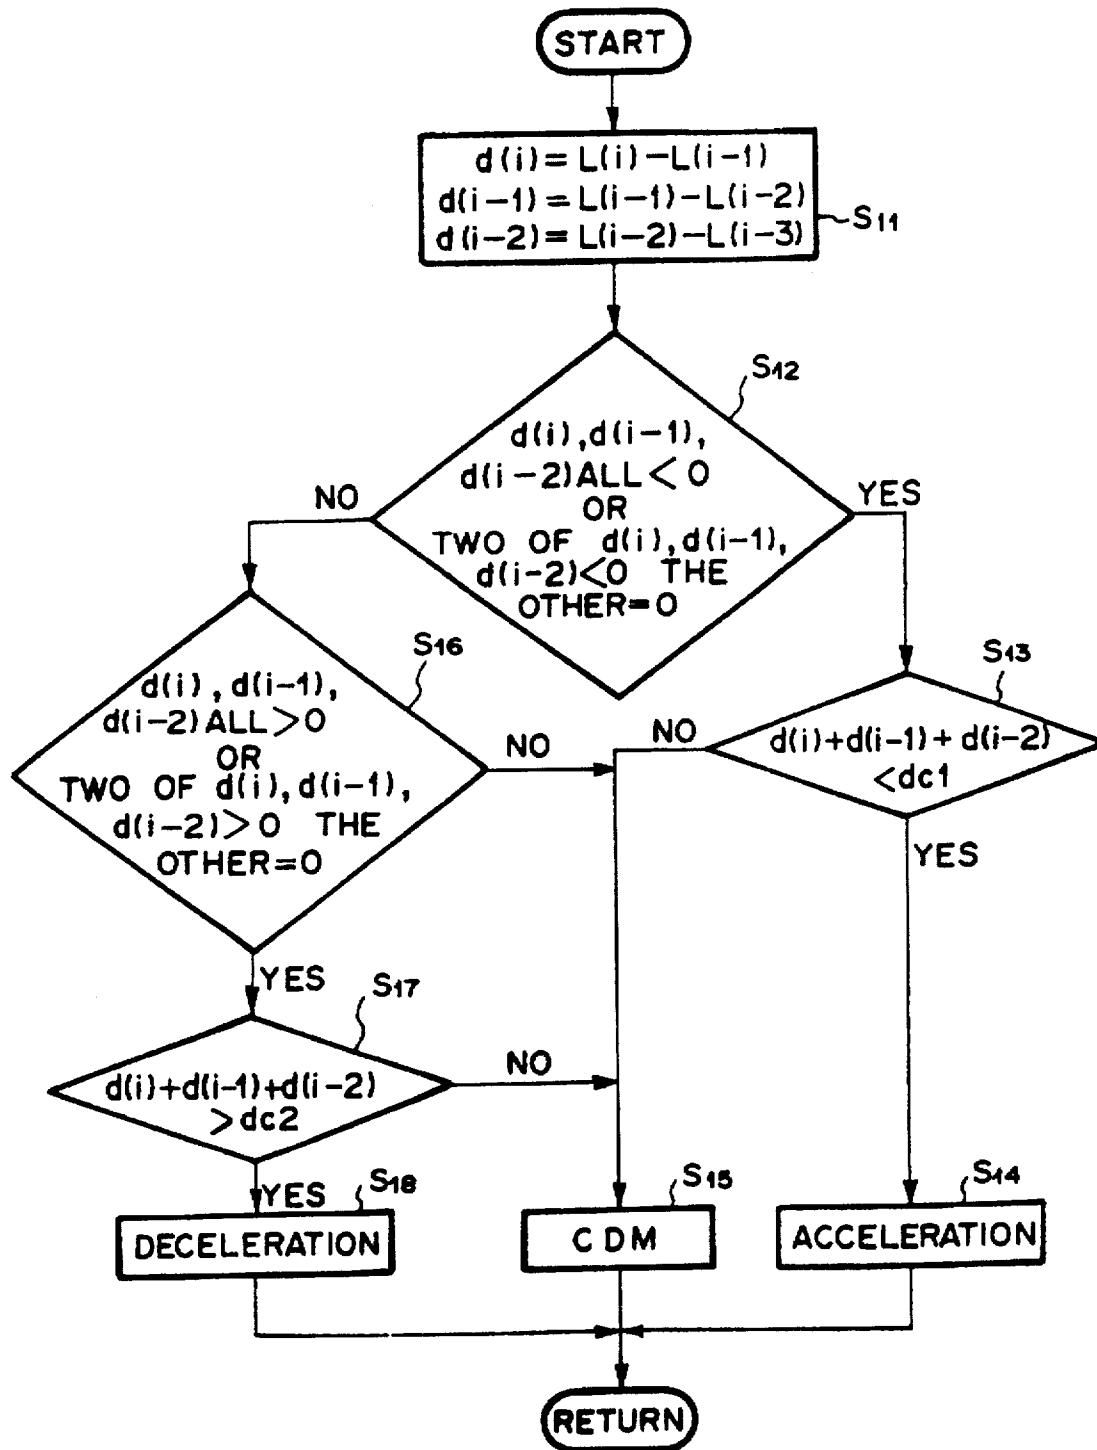 START
d(i)=L(i)-L(i-1)
d(i-1)=L(i-1)-L(i-2)
d(i-2)=L(i-2)-L(i-3)
S11
S12
d(i),d(i-1),
d(i-2)ALL<0
OR
TWO OF d(i),d(i-1),
d(i-2)<0 THE
OTHER=0
NO
YES
S16
d(i),d(i-1),
d(i-2)ALL>0
OR
TWO OF d(i),d(i-1),
d(i-2)>0 THE
OTHER=0
NO
YES
S13
d(i)+d(i-1)+d(i-2)
<dc1
NO
YES
S17
d(i)+d(i-1)+d(i-2)
>dc2
NO
YES
S18
DECELERATION
S15
CDM
S14
ACCELERATION
RETURN